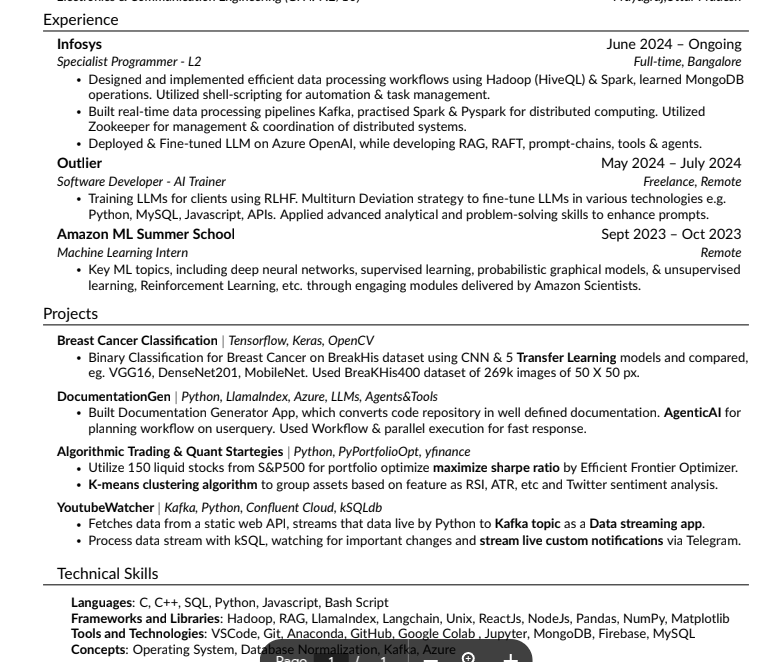 Experience
Infosys June 2024 – Ongoing
Specialist Programmer - L2 Full-time, Bangalore
• Designed and implemented efficient data processing workflows using Hadoop (HiveQL) & Spark, learned MongoDB
operations. Utilized shell-scripting for automation & task management.
• Built real-time data processing pipelines Kafka, practised Spark & Pyspark for distributed computing. Utilized
Zookeeper for management & coordination of distributed systems.
• Deployed & Fine-tuned LLM on Azure OpenAI, while developing RAG, RAFT, prompt-chains, tools & agents.
Outlier May 2024 – July 2024
Software Developer - AI Trainer Freelance, Remote
• Training LLMs for clients using RLHF. Multiturn Deviation strategy to fine-tune LLMs in various technologies e.g.
Python, MySQL, Javascript, APIs. Applied advanced analytical and problem-solving skills to enhance prompts.
Amazon ML Summer School Sept 2023 – Oct 2023
Machine Learning Intern Remote
• Key ML topics, including deep neural networks, supervised learning, probabilistic graphical models, & unsupervised
learning, Reinforcement Learning, etc. through engaging modules delivered by Amazon Scientists.
Projects
Breast Cancer Classification | Tensorflow, Keras, OpenCV
• Binary Classification for Breast Cancer on BreakHis dataset using CNN & 5 Transfer Learning models and compared,
eg. VGG16, DenseNet201, MobileNet. Used BreaKHis400 dataset of 269k images of 50 X 50 px.
DocumentationGen | Python, LlamaIndex, Azure, LLMs, Agents&Tools
• Built Documentation Generator App, which converts code repository in well defined documentation. AgenticAI for
planning workflow on userquery. Used Workflow & parallel execution for fast response.
Algorithmic Trading & Quant Startegies | Python, PyPortfolioOpt, yfinance
• Utilize 150 liquid stocks from S&P500 for portfolio optimize maximize sharpe ratio by Efficient Frontier Optimizer.
• K-means clustering algorithm to group assets based on feature as RSI, ATR, etc and Twitter sentiment analysis.
YoutubeWatcher | Kafka, Python, Confluent Cloud, kSQLdb
• Fetches data from a static web API, streams that data live by Python to Kafka topic as a Data streaming app.
• Process data stream with kSQL, watching for important changes and stream live custom notifications via Telegram.
Technical Skills
Languages: C, C++, SQL, Python, Javascript, Bash Script
Frameworks and Libraries: Hadoop, RAG, LlamaIndex, Langchain, Unix, ReactJs, NodeJs, Pandas, NumPy, Matplotlib
Tools and Technologies: VSCode, Git, Anaconda, GitHub, Google Colab , Jupyter, MongoDB, Firebase, MySQL
Concepts: Operating System, Database Normalization, Kafka, Azure
Page 1 / 1